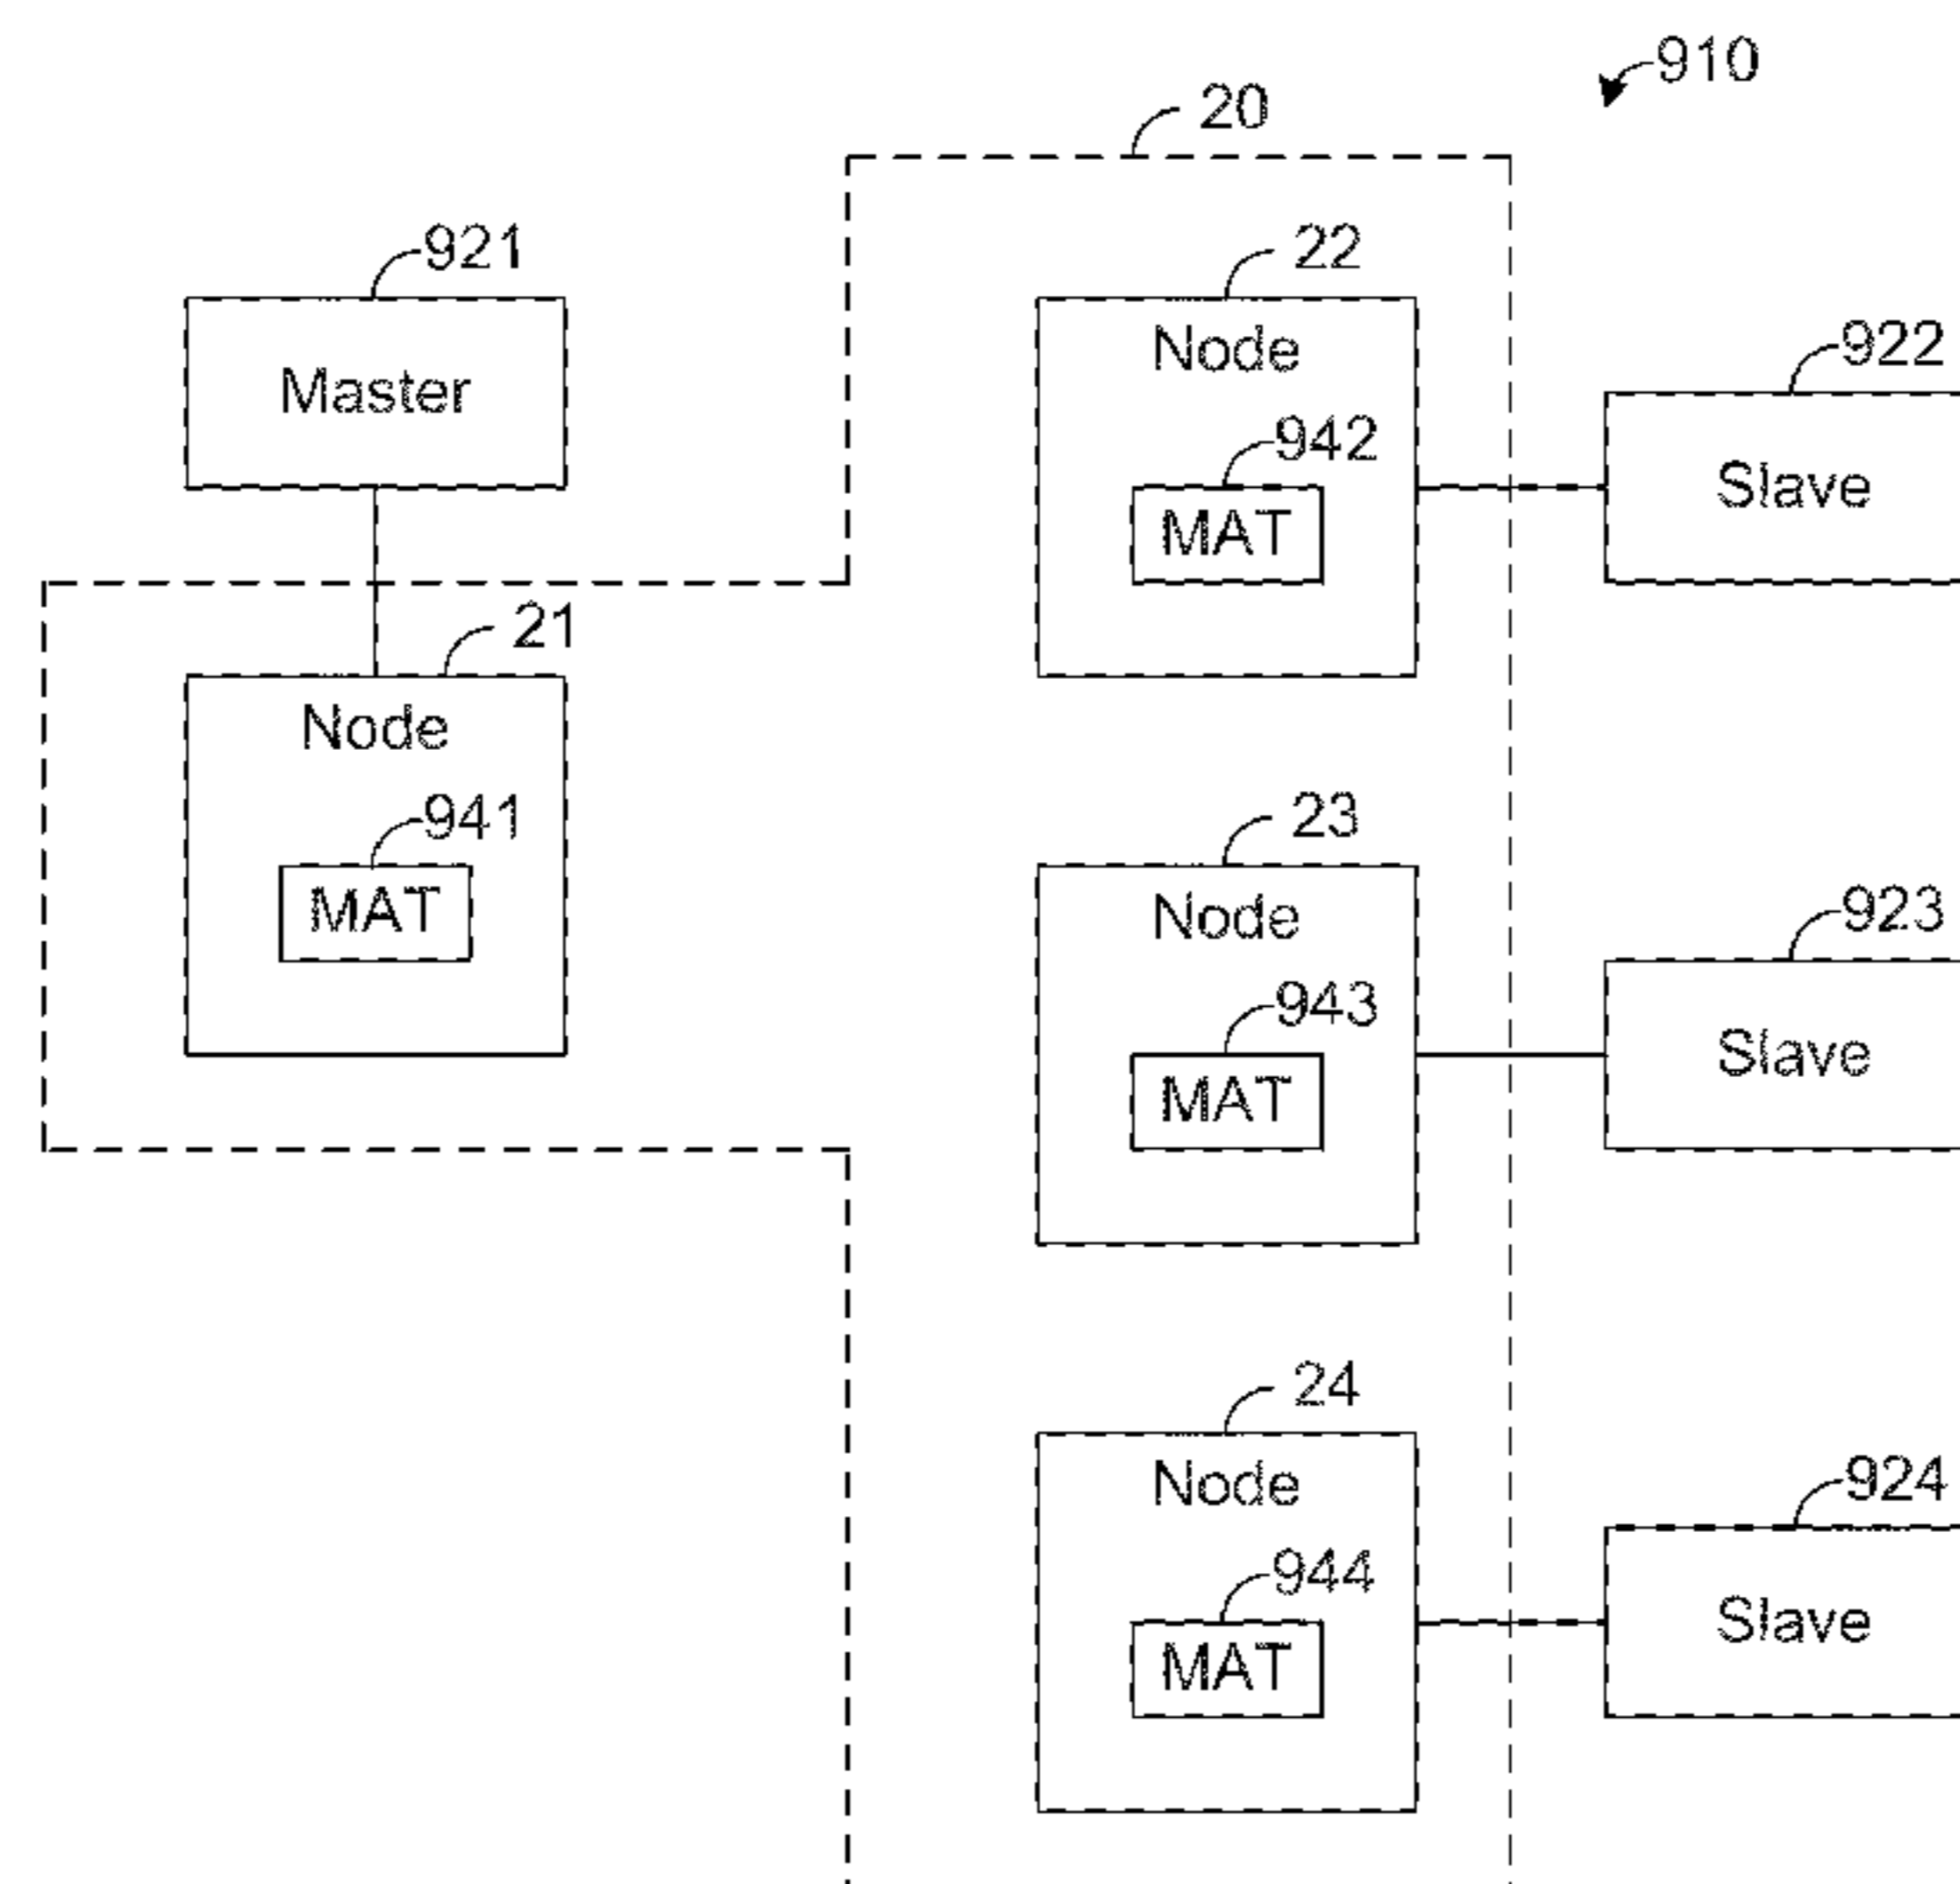 910
20
921
22
Master
Node
922
942
Slave
MAT
21
Node
23
941
Node
923
MAT
943
Slave
MAT
24
Node
924
944
Slave
MAT